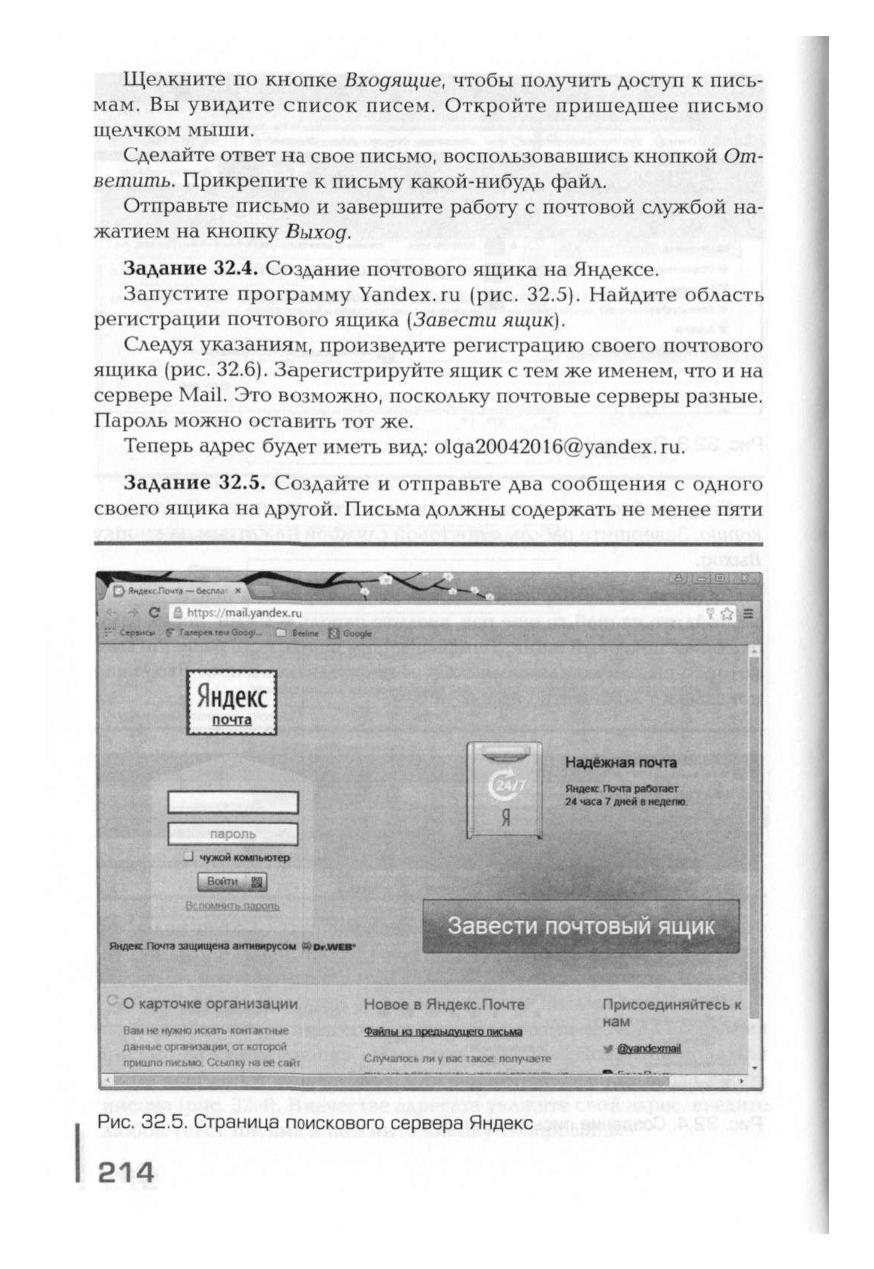 Щелкните по кнопке Входящие, чтобы получить доступ к пись-
мам. Вы увидите список писем. Откройте пришедшее письмо
щелчком мыши.
Сделайте ответ на свое письмо, воспользовавшись кнопкой От-
ветить. Прикрепите к письму какой-нибудь файл.
Отправьте письмо и завершите работу с почтовой службой на-
жатием на кнопку Выход.
Задание 32.4. Создание почтового ящика на Яндексе.
Запустите программу Yandex.ru (рис. 32.5). Найдите область
регистрации почтового ящика (Завести ящик).
Следуя указаниям, произведите регистрацию своего почтового
ящика (рис. 32.6). Зарегистрируйте ящик с тем же именем, что и на
сервере Mail. Это возможно, поскольку почтовые серверы разные.
Пароль можно оставить тот же.
Теперь адрес будет иметь вид: olga20042016@yandex.ru.
Задание 32.5. Создайте и отправьте два сообщения с одного
своего ящика на другой. Письма должны содержать не менее пяти
Яндекс.Почта — бесплат
https://mail.yandex.ru
Сервисы Галерея тем Googl... Beeline Google
Яндекс
почта
Надёжная почта
Яндекс.Почта работает
24 часа 7 дней в неделю.
24/7
Я
пароль
чужой компьютер
Войти
Вспомнить пароль
Завести почтовый ящик
Яндекс.Почта защищена антивирусом Dr.WEB®
О карточке организации
Вам не нужно искать контактные
данные организации, от которой
пришло письмо. Ссылку на её сайт
Новое в Яндекс.Почте
Файлы из предыдущего письма
Случалось ли у вас такое: получаете
Присоединяйтесь к
нам
@yandexmail
Рис. 32.5. Страница поискового сервера Яндекс
214